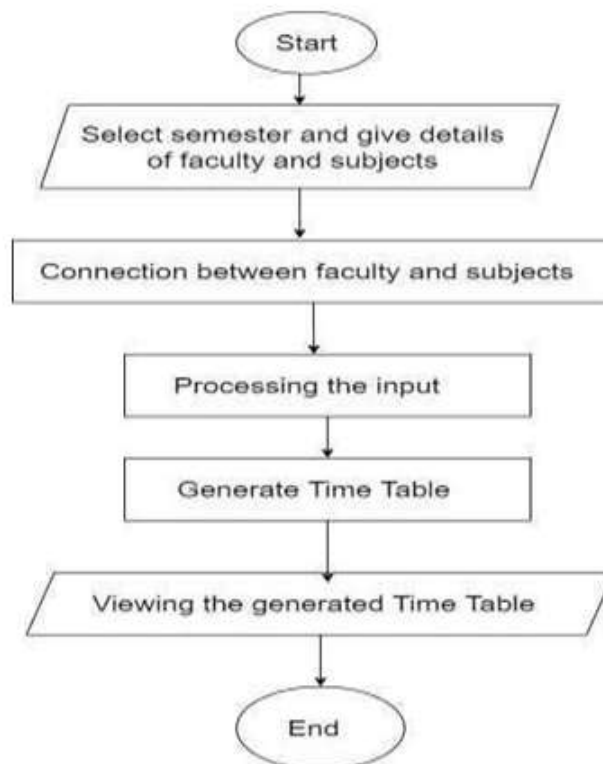 Start
Select semester and give details
of faculty and subjects
Connection between faculty and subjects
Processing the input
Generate Time Table
Viewing the generated Time Table
End